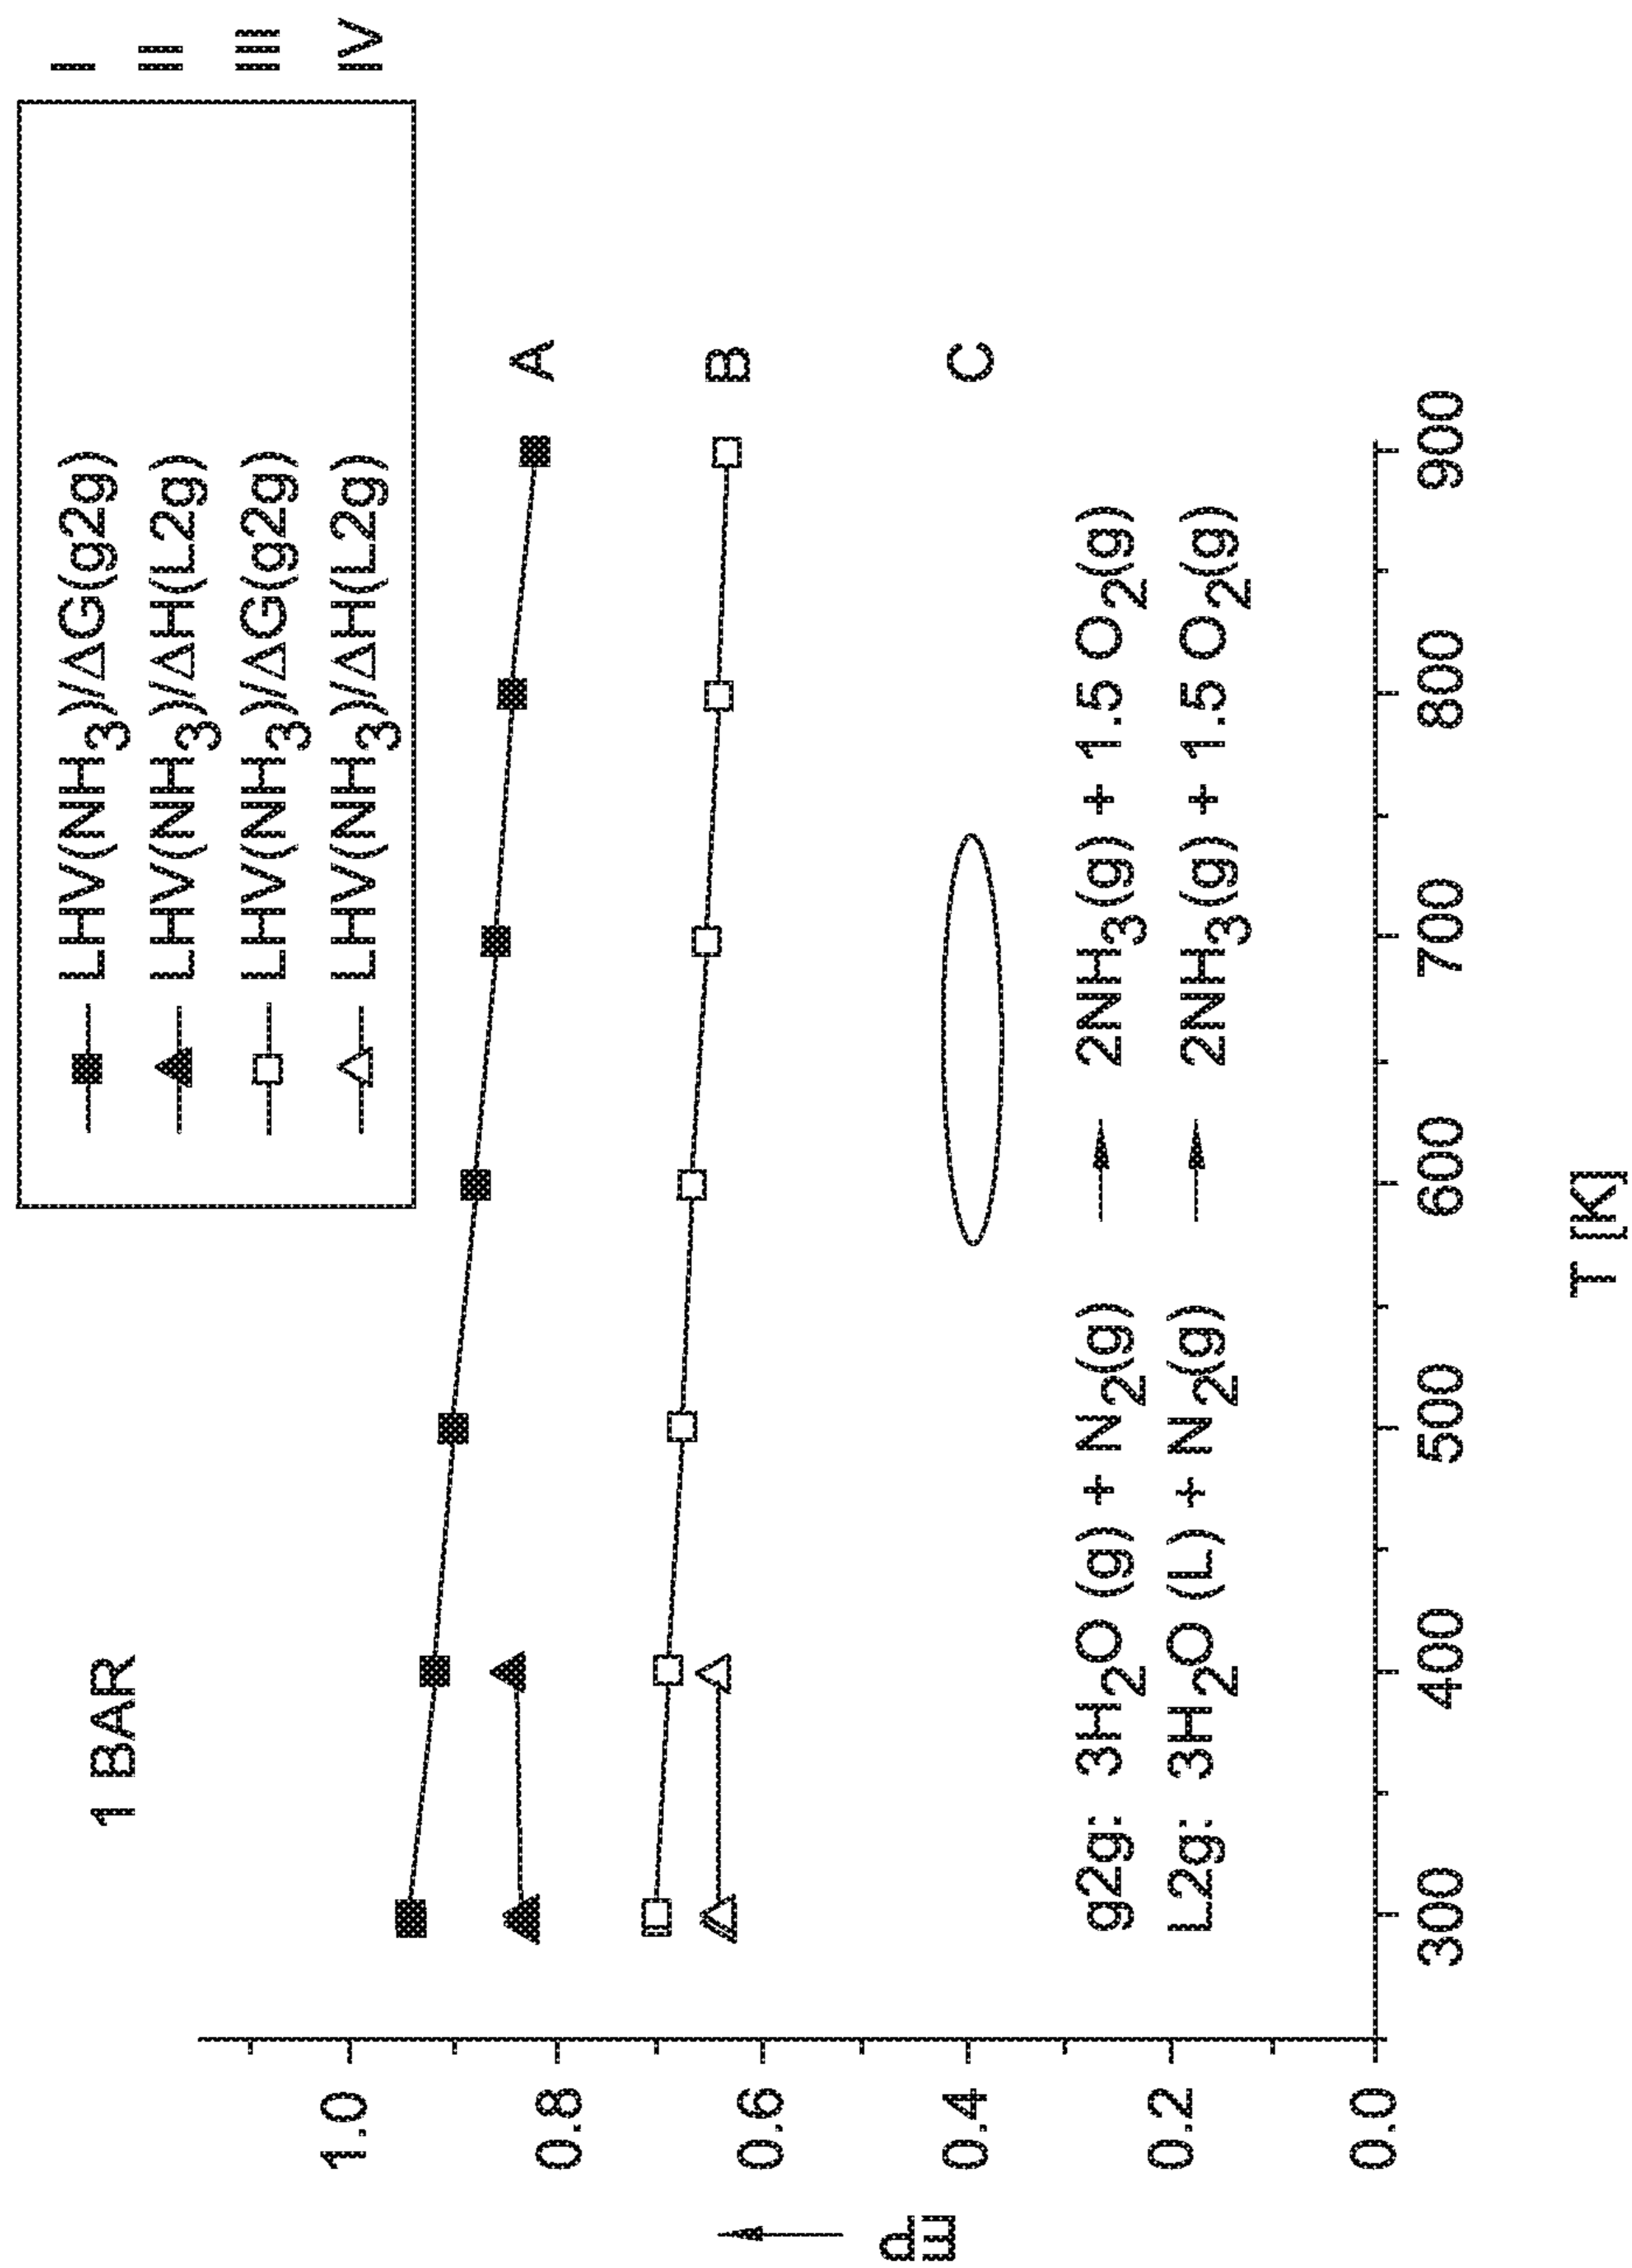 1 BAR
LHV(NH3)/ΔG(g2g) I
LHV(NH3)/ΔH(L2g) II
LHV(NH3)/ΔG(g2g) III
LHV(NH3)/ΔH(L2g) IV
1.0
0.8
0.6
0.4
0.2
0.0
A
B
C
g2g: 3H2O (g) + N2(g) → 2NH3(g) + 1.5 O2(g)
L2g: 3H2O (L) + N2(g) → 2NH3(g) + 1.5 O2(g)
300 400 500 600 700 800 900
T [K]